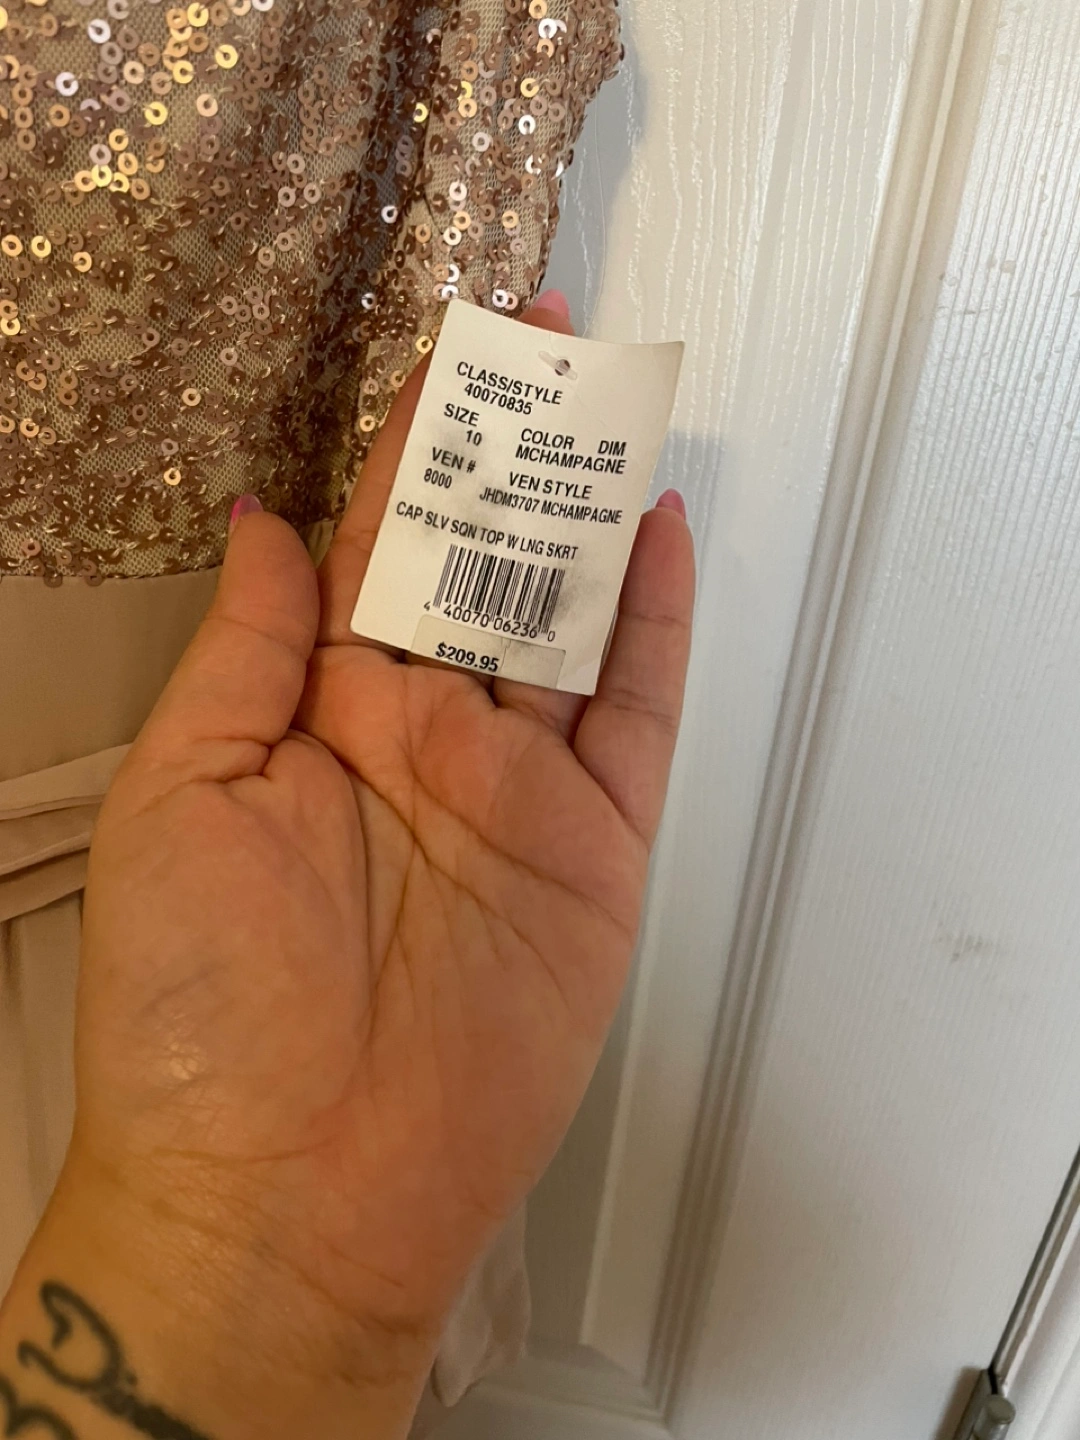 CLASS/STYLE
40070835
SIZE COLOR DIM
10 MCHAMPAGNE
VEN # VEN STYLE
8000 JHDM3707 MCHAMPAGNE
CAP SLV SQN TOP W LNG SKRT
4 40070 06236 0
$209.95